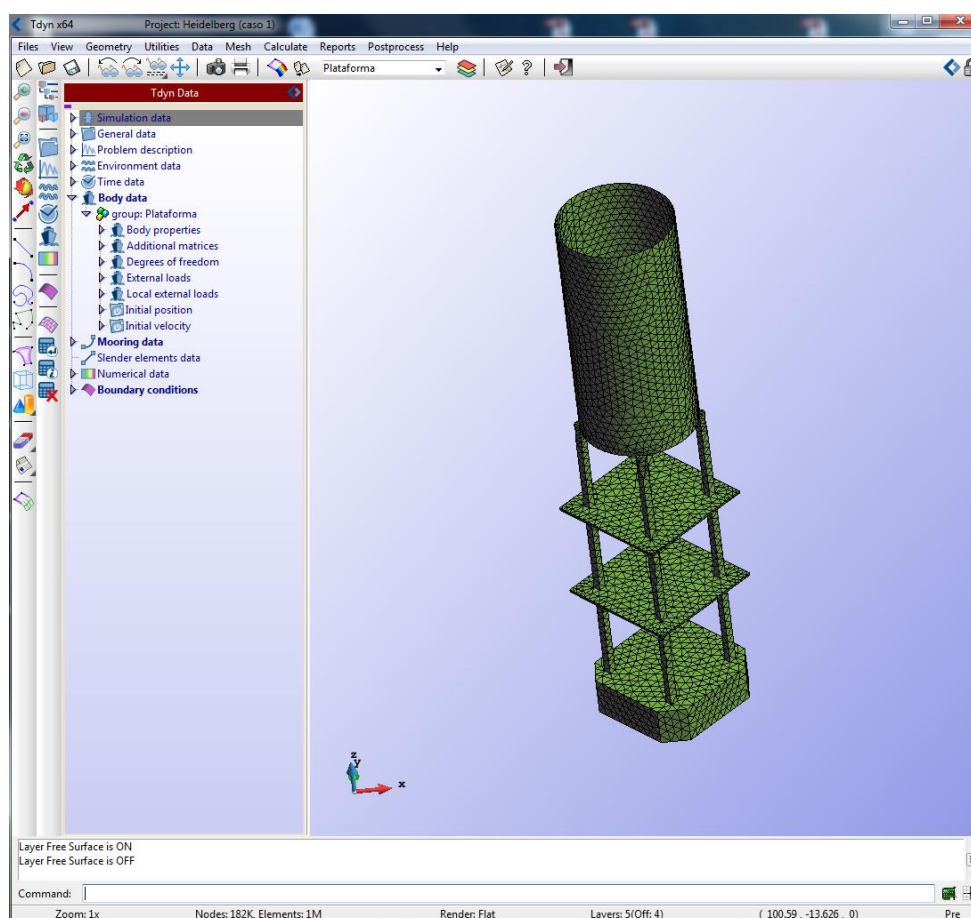 Tdyn x64 Project: Heidelberg (caso 1)
Files View Geometry Utilities Data Mesh Calculate Reports Postprocess Help
Plataforma
Tdyn Data
Simulation data
General data
Problem description
Environment data
Time data
Body data
group: Plataforma
Body properties
Additional matrices
Degrees of freedom
External loads
Local external loads
Initial position
Initial velocity
Mooring data
Slender elements data
Numerical data
Boundary conditions
z
y
x
Layer Free Surface is ON
Layer Free Surface is OFF
Command:
Zoom: 1x Nodes: 182K, Elements: 1M Render: Flat Layers: 5(Off: 4) ( 100.59 , -13.626 , 0) Pre